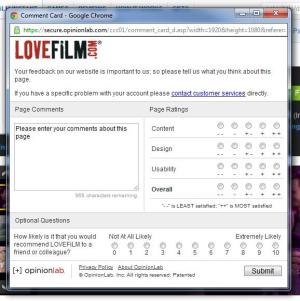 Comment Card - Google Chrome
https://secure.opinionlab.com/ccc01/comment_card_d.asp?width=1920&height=1080&referer
LOVEFiLM.COM®
Your feedback on our website is important to us; so please tell us what you think about this
page.
If you have a specific problem with your account please contact customer services directly.
Page Comments
Page Ratings
Please enter your comments about this
page
Content
-- - +- + ++
Design
-- - +- + ++
Usability
-- - +- + ++
Overall
-- - +- + ++
988 characters remaining
"--" is LEAST satisfied; "++" is MOST satisfied
Optional Questions
How likely is it that you would
recommend LOVEFiLM to a
friend or colleague?
Not At All Likely
Extremely Likely
0 1 2 3 4 5 6 7 8 9 10
[+] opinionlab.
Privacy Policy About OpinionLab
© OpinionLab, Inc. All rights reserved; Patented
Submit